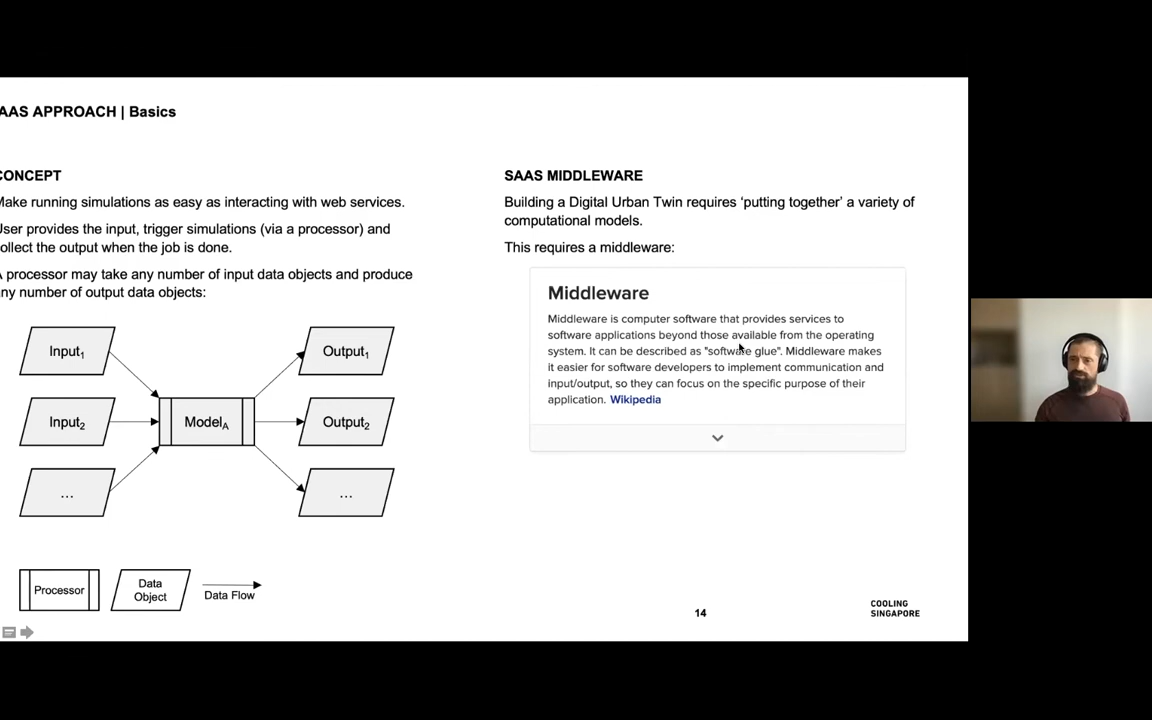 AAS APPROACH | Basics
CONCEPT
Make running simulations as easy as interacting with web services.
User provides the input, trigger simulations (via a processor) and
ollect the output when the job is done.
A processor may take any number of input data objects and produce
ny number of output data objects:
Input1
Input2
...
ModelA
Output1
Output2
...
Processor
Data
Object
Data Flow
SAAS MIDDLEWARE
Building a Digital Urban Twin requires ‘putting together’ a variety of
computational models.
This requires a middleware:
Middleware
Middleware is computer software that provides services to
software applications beyond those available from the operating
system. It can be described as "software glue". Middleware makes
it easier for software developers to implement communication and
input/output, so they can focus on the specific purpose of their
application. Wikipedia
14
COOLING
SINGAPORE